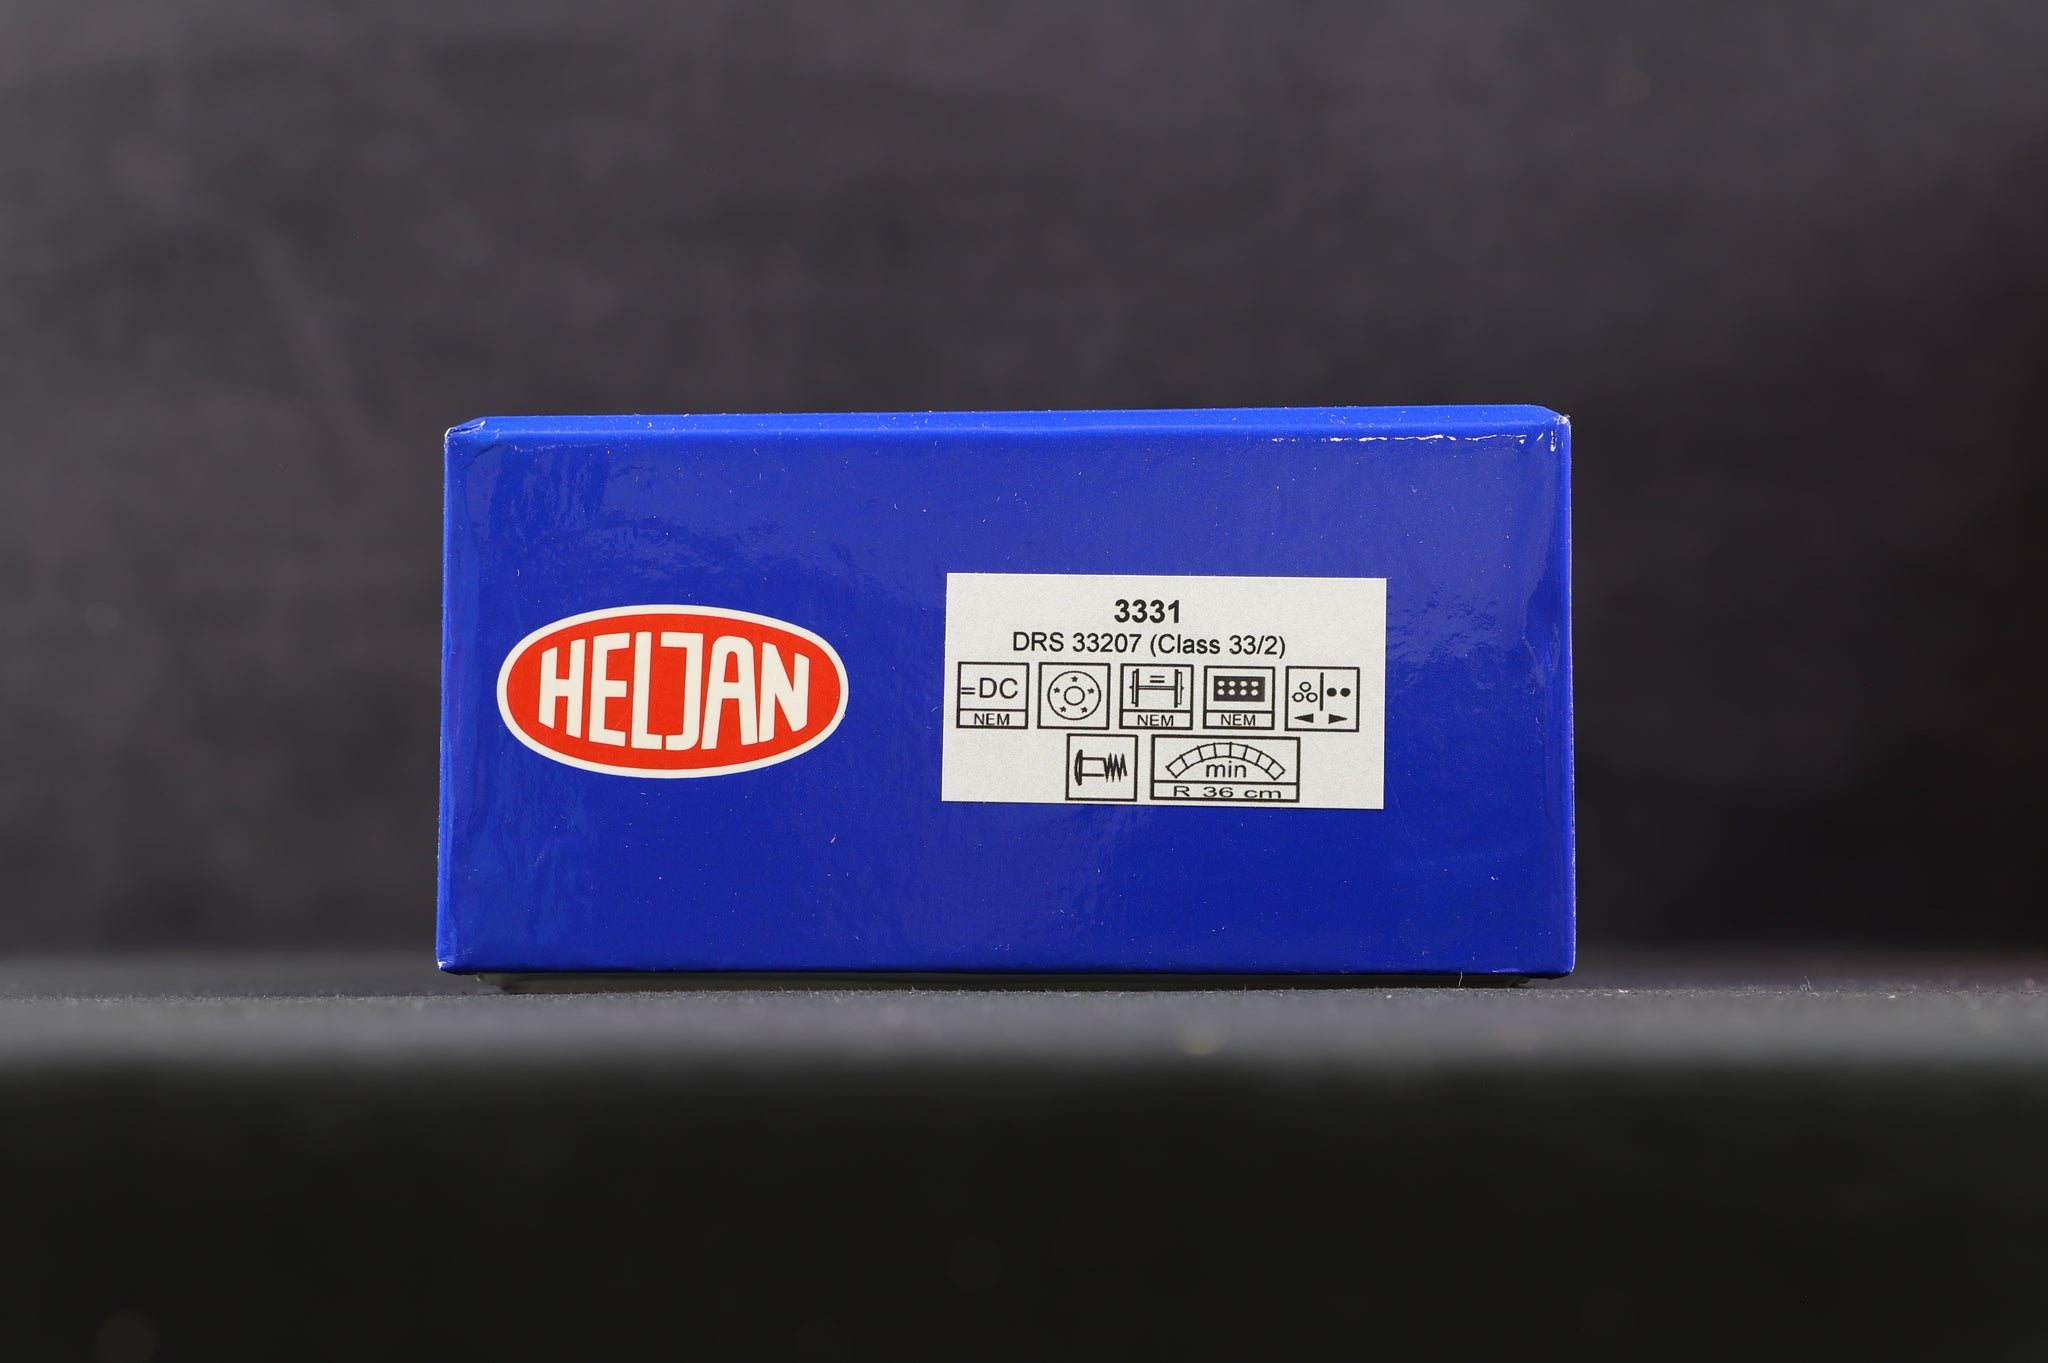 HELJAN
3331
DRS 33207 (Class 33/2)
=DC
NEM
NEM
NEM
min
R 36 cm